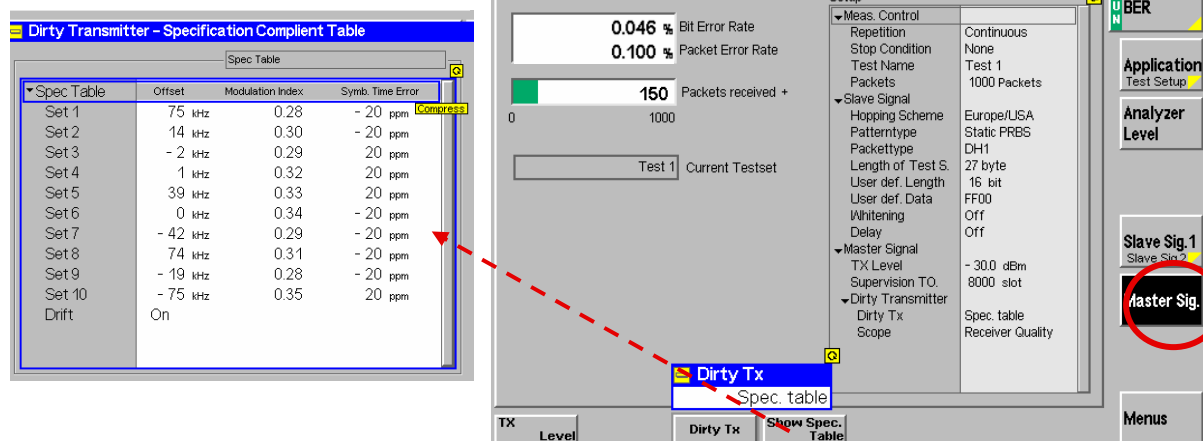 Dirty Transmitter – Specification Complient Table
Spec Table
Spec Table Offset Modulation Index Symb. Time Error
Compress
Set 1 75 kHz 0.28 - 20 ppm
Set 2 14 kHz 0.30 - 20 ppm
Set 3 - 2 kHz 0.29 20 ppm
Set 4 1 kHz 0.32 20 ppm
Set 5 39 kHz 0.33 20 ppm
Set 6 0 kHz 0.34 - 20 ppm
Set 7 - 42 kHz 0.29 - 20 ppm
Set 8 74 kHz 0.31 - 20 ppm
Set 9 - 19 kHz 0.28 - 20 ppm
Set 10 - 75 kHz 0.35 20 ppm
Drift On
0.046 % Bit Error Rate
0.100 % Packet Error Rate
150 Packets received +
0 1000
Test 1 Current Testset
Meas. Control
Repetition Continuous
Stop Condition None
Test Name Test 1
Packets 1000 Packets
Slave Signal
Hopping Scheme Europe/USA
Patterntype Static PRBS
Packettype DH1
Length of Test S. 27 byte
User def. Length 16 bit
User def. Data FF00
Whitening Off
Delay Off
Master Signal
TX Level - 30.0 dBm
Supervision TO. 8000 slot
Dirty Transmitter
Dirty Tx Spec. table
Scope Receiver Quality
Dirty Tx
Spec. table
TX
Level
Dirty Tx
Show Spec.
Table
RUN
BER
Application
Test Setup
Analyzer
Level
Slave Sig.1
Slave Sig.2
Master Sig.
Menus